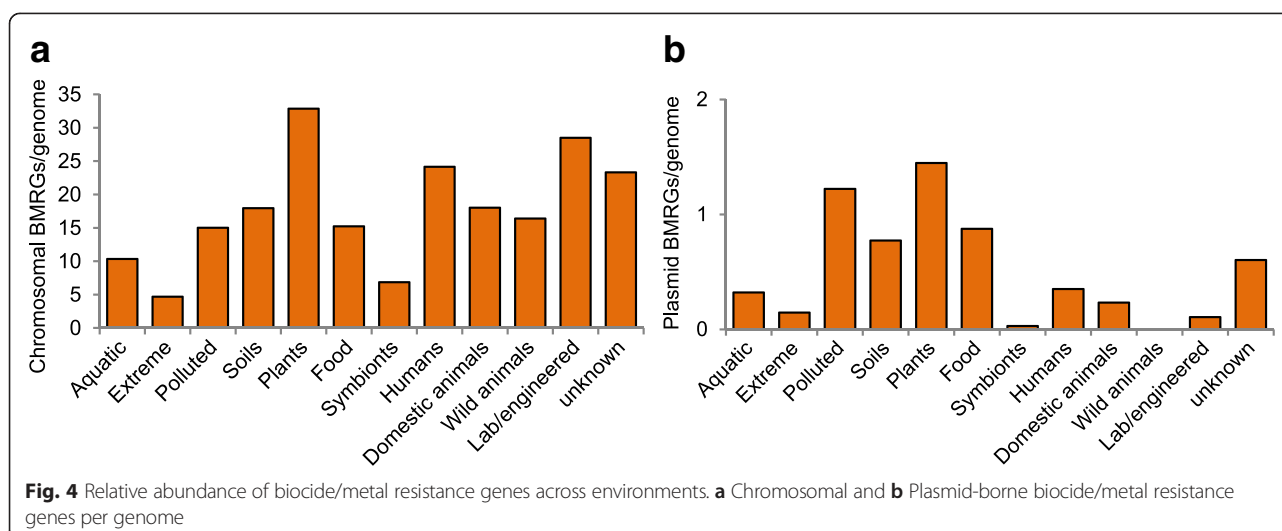 a
Chromosomal BMRGs/genome
35
30
25
20
15
10
5
0
Aquatic
Extreme
Polluted
Soils
Plants
Food
Symbionts
Humans
Domestic animals
Wild animals
Lab/engineered
unknown
b
Plasmid BMRGs/genome
2
1
0
Aquatic
Extreme
Polluted
Soils
Plants
Food
Symbionts
Humans
Domestic animals
Wild animals
Lab/engineered
unknown
Fig. 4 Relative abundance of biocide/metal resistance genes across environments. a Chromosomal and b Plasmid-borne biocide/metal resistance
genes per genome